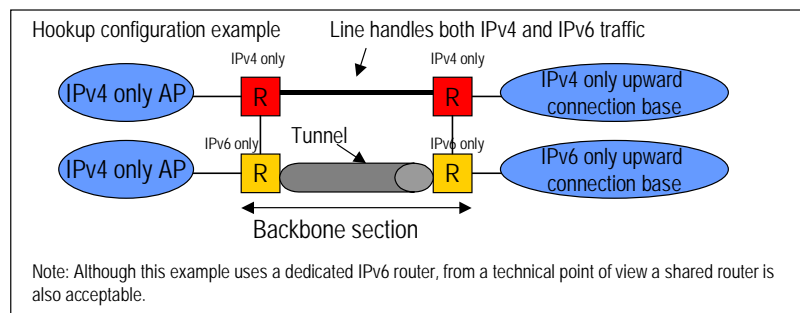 Hookup configuration example
Line handles both IPv4 and IPv6 traffic
IPv4 only
IPv4 only
IPv4 only AP
R
R
IPv4 only upward
connection base
IPv6 only
Tunnel
IPv6 only
IPv4 only AP
R
R
IPv6 only upward
connection base
Backbone section
Note: Although this example uses a dedicated IPv6 router, from a technical point of view a shared router is
also acceptable.